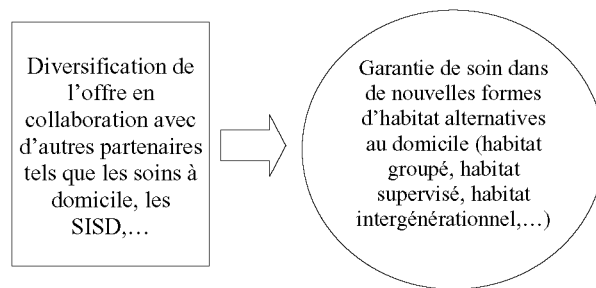 Diversification de
l'offre en
collaboration avec
d'autres partenaires
tels que les soins à
domicile, les
SISD,…
Garantie de soin dans
de nouvelles formes
d'habitat alternatives
au domicile (habitat
groupé, habitat
supervisé, habitat
intergénérationnel,…)